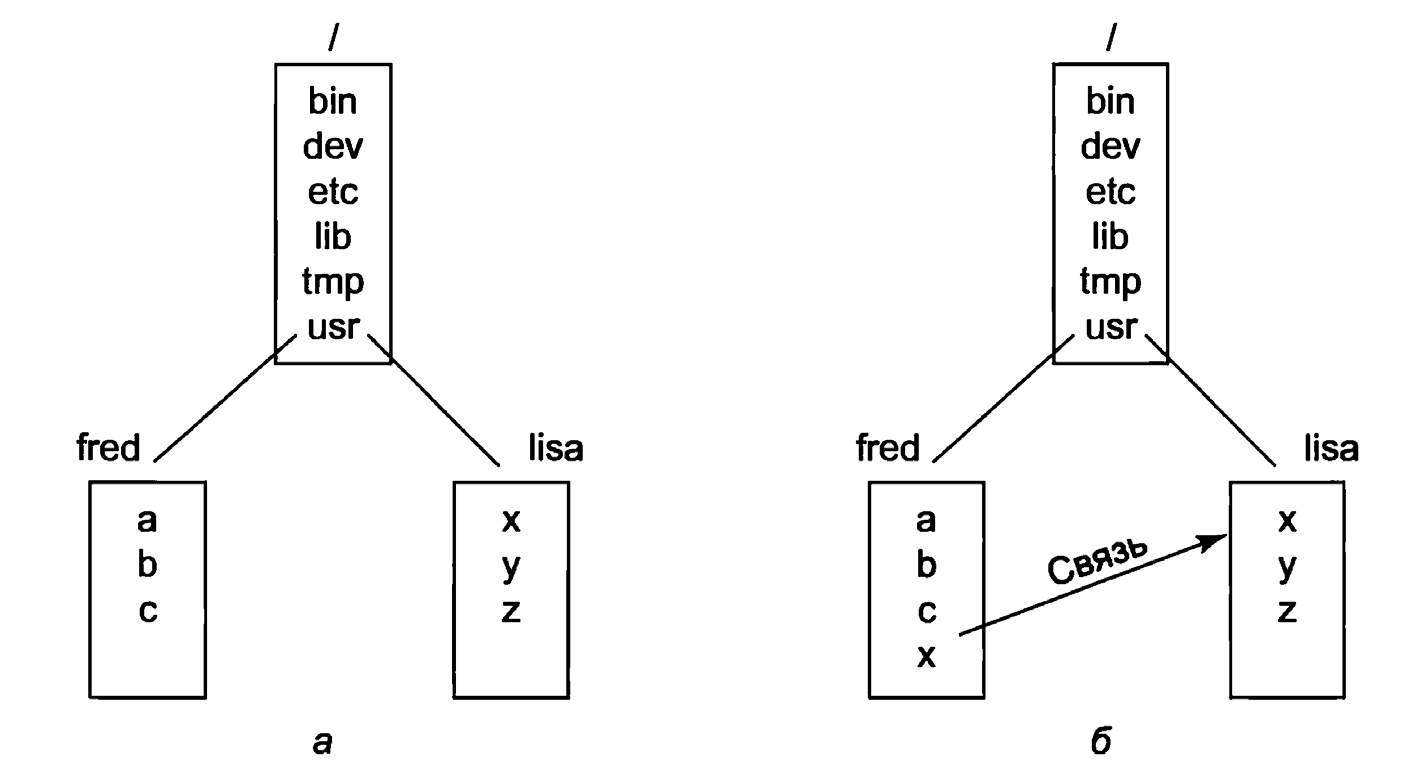 /
bin
dev
etc
lib
tmp
usr
fred
lisa
a
b
c
x
y
z
а
/
bin
dev
etc
lib
tmp
usr
fred
lisa
a
b
c
x
Связь
x
y
z
б